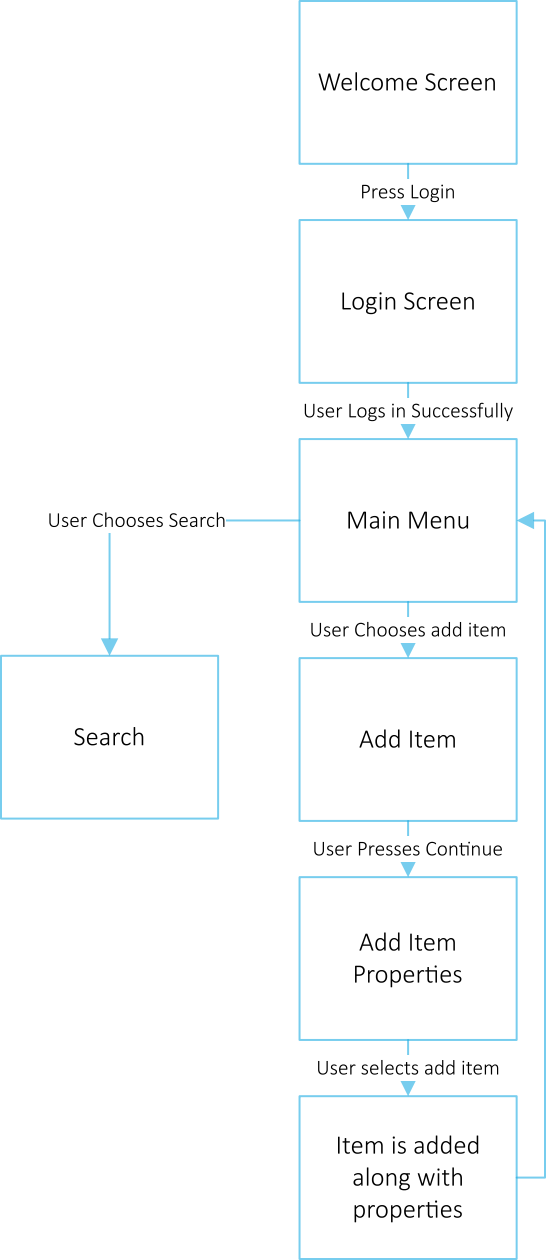 Welcome Screen
Press Login
Login Screen
User Logs in Successfully
Main Menu
User Chooses Search
User Chooses add item
Search
Add Item
User Presses Continue
Add Item
Properties
User selects add item
Item is added
along with
properties